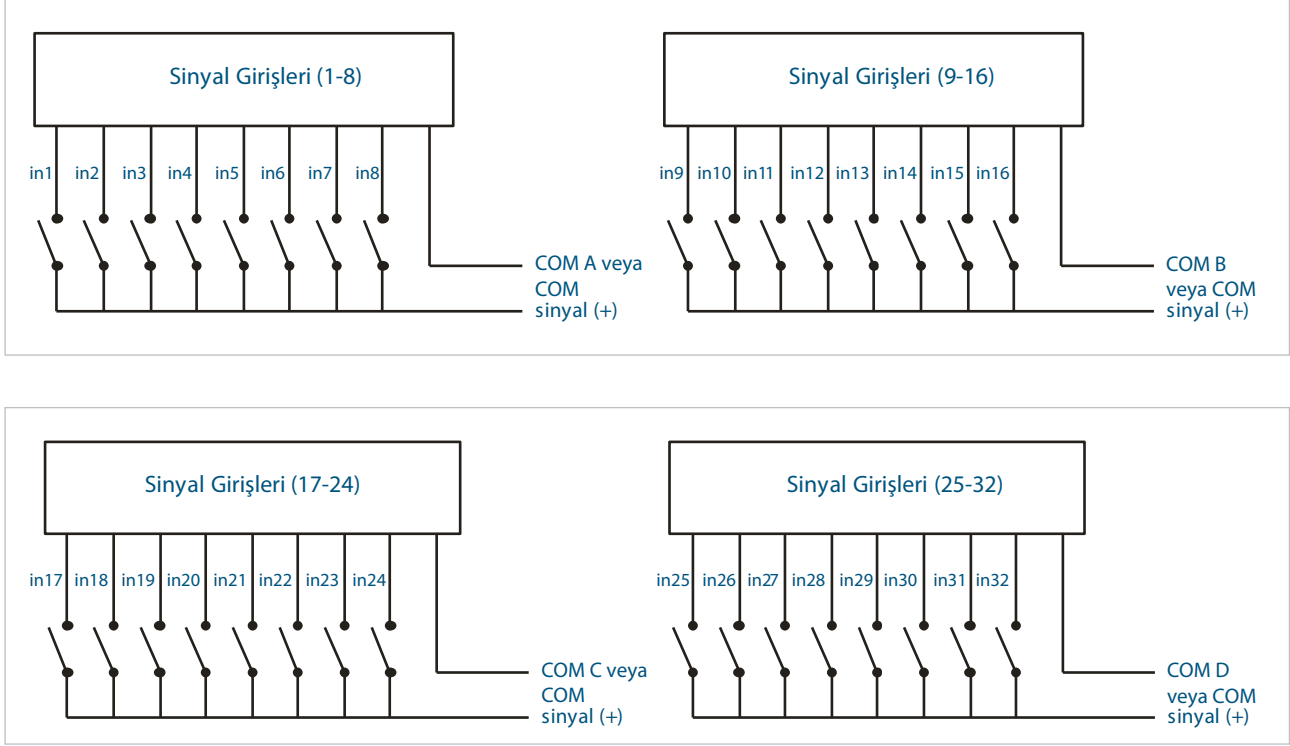 Sinyal Girişleri (1-8)
in1 in2 in3 in4 in5 in6 in7 in8
COM A veya
COM
sinyal (+)
Sinyal Girişleri (9-16)
in9 in10 in11 in12 in13 in14 in15 in16
COM B
veya COM
sinyal (+)
Sinyal Girişleri (17-24)
in17 in18 in19 in20 in21 in22 in23 in24
COM C veya
COM
sinyal (+)
Sinyal Girişleri (25-32)
in25 in26 in27 in28 in29 in30 in31 in32
COM D
veya COM
sinyal (+)